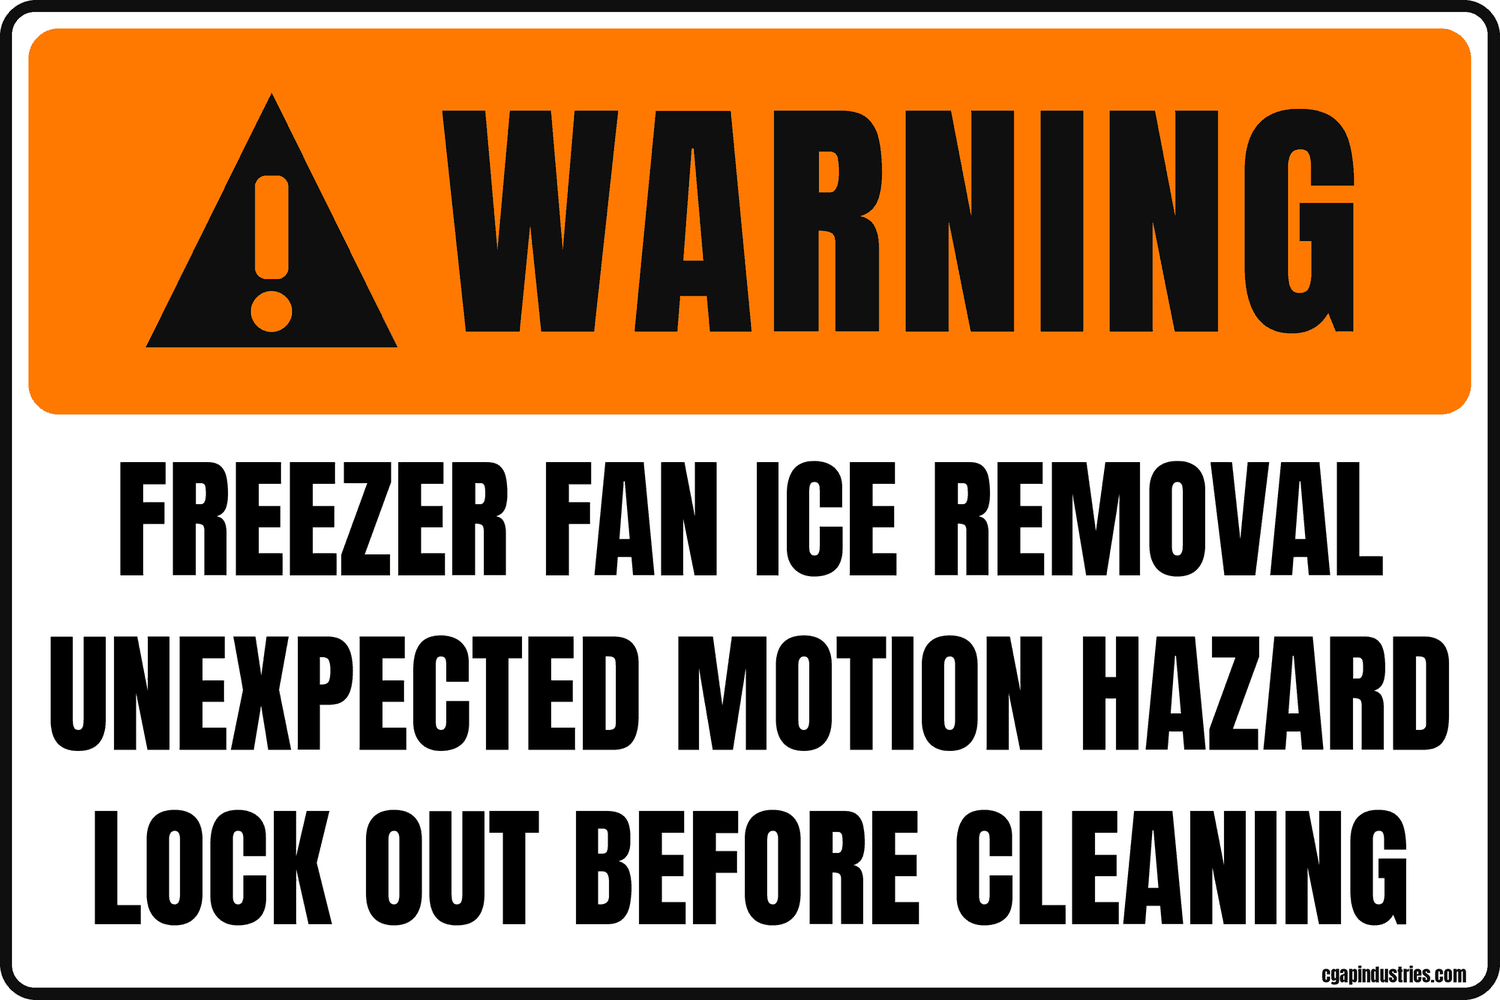 WARNING
FREEZER FAN ICE REMOVAL
UNEXPECTED MOTION HAZARD
LOCK OUT BEFORE CLEANING
cgapindustries.com